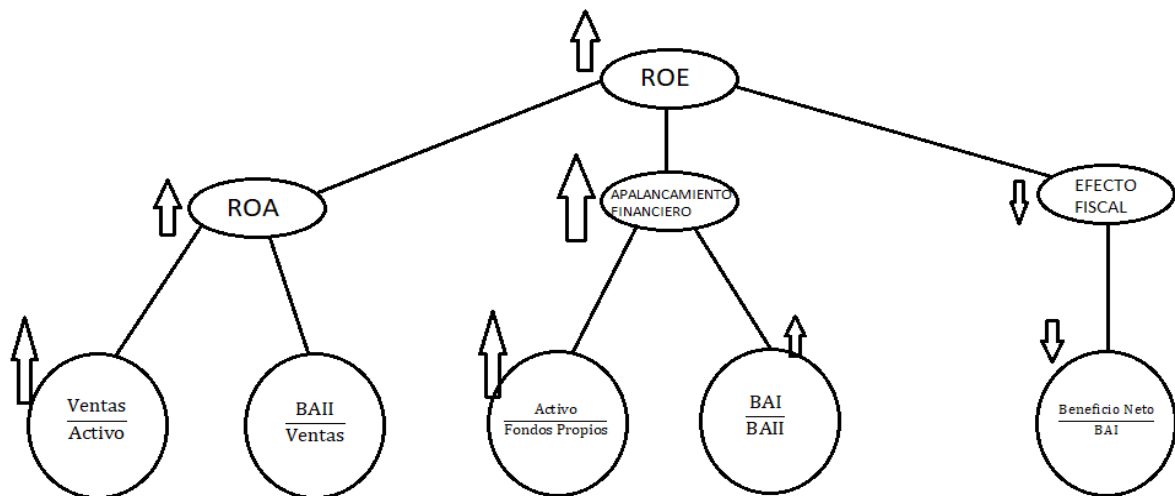 ROE
ROA
APALANCAMIENTO
FINANCIERO
EFECTO
FISCAL
Ventas
Activo
BAII
Ventas
Activo
Fondos Propios
BAI
BAII
Beneficio Neto
BAI